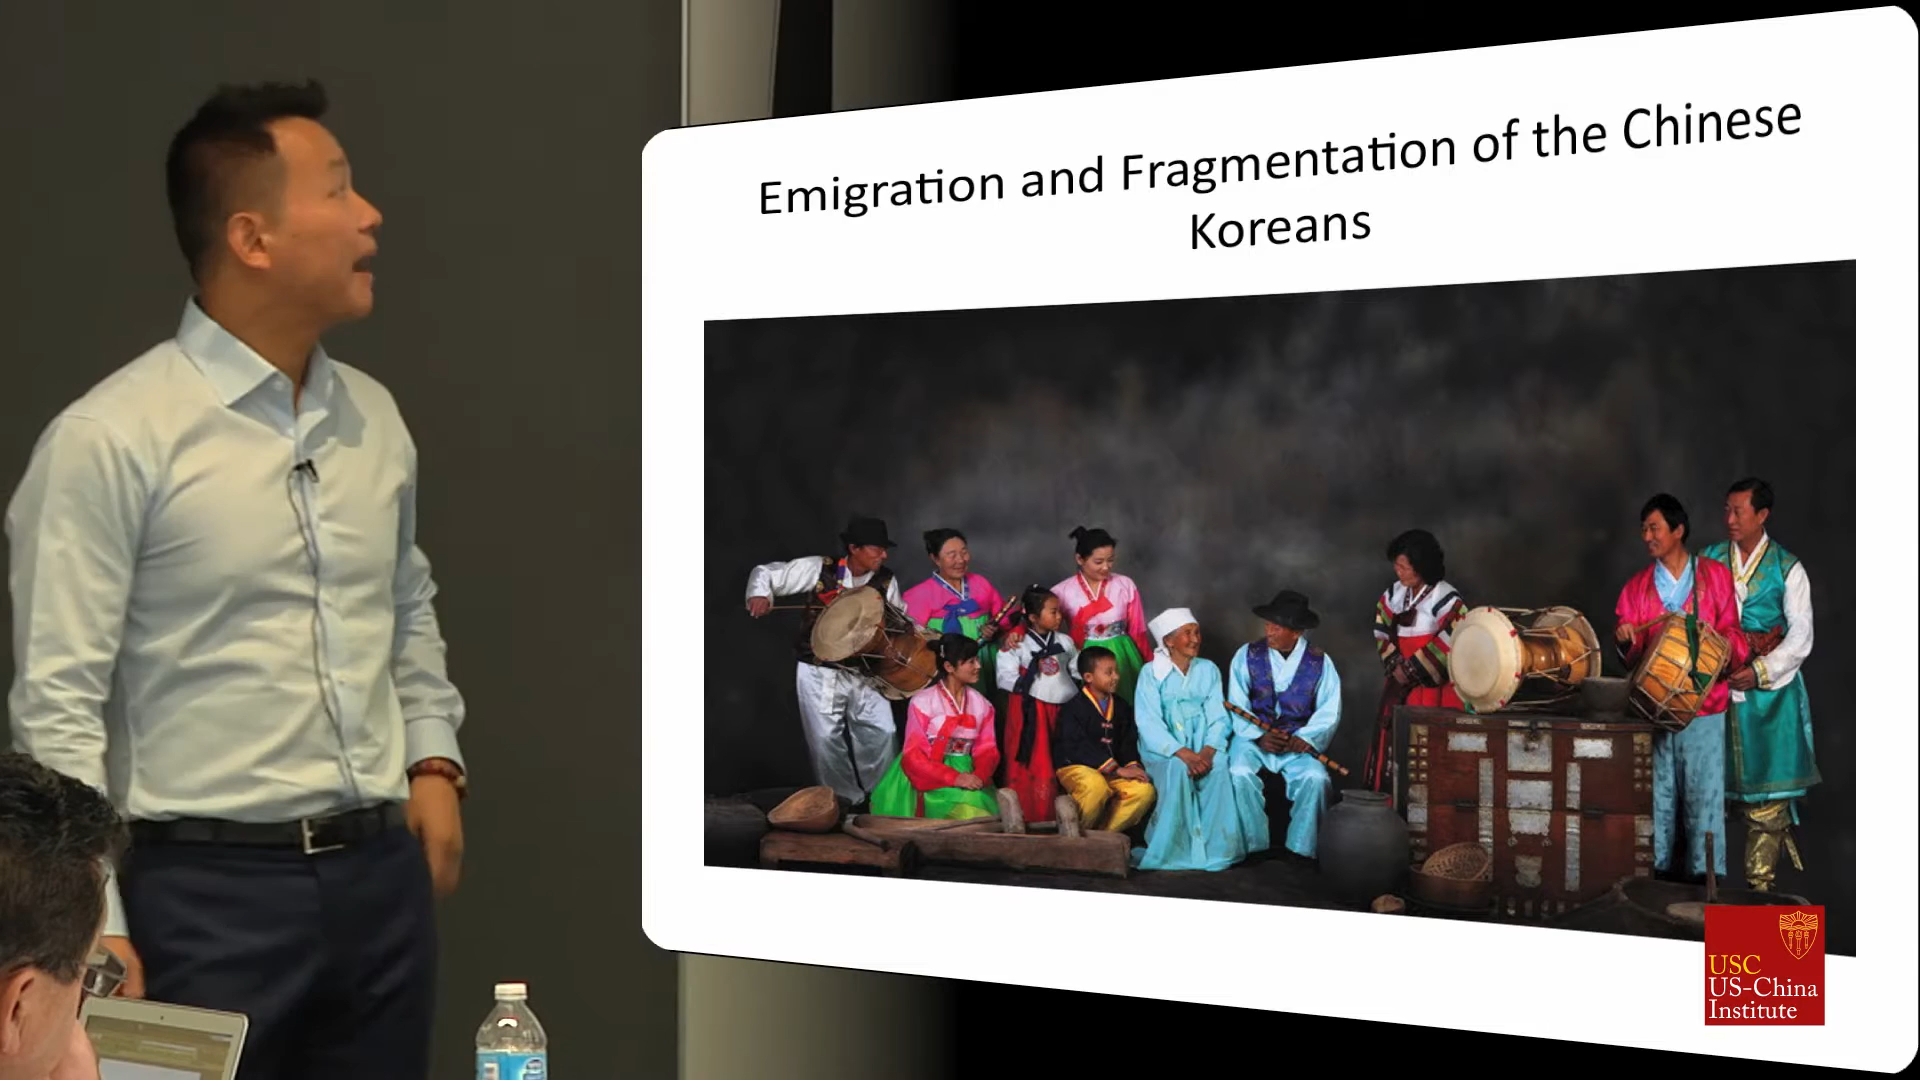 Emigration and Fragmentation of the Chinese
Koreans
USC
US-China
Institute